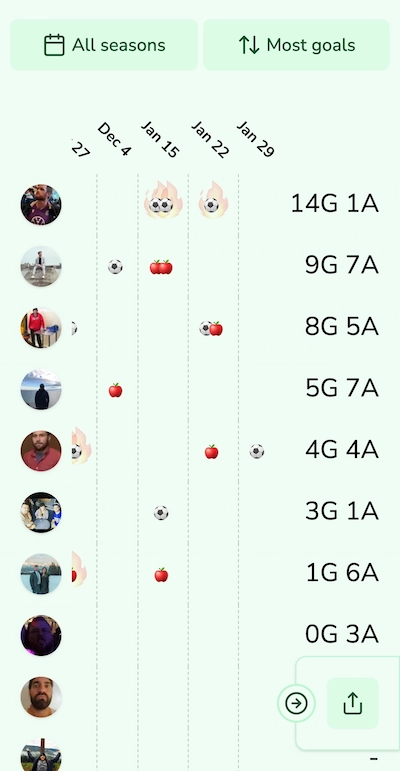 All seasons
Most goals
27
Dec 4
Jan 15
Jan 22
Jan 29
14G 1A
9G 7A
8G 5A
5G 7A
4G 4A
3G 1A
1G 6A
0G 3A
-